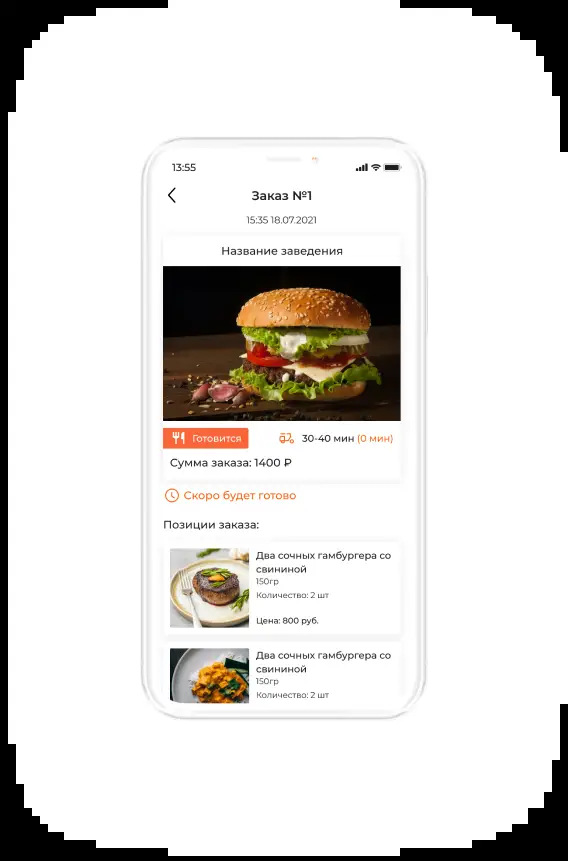 13:55
Заказ №1
15:35 18.07.2021
Название заведения
Готовится
30-40 мин (0 мин)
Сумма заказа: 1400 ₽
Скоро будет готово
Позиции заказа:
Два сочных гамбургера со
свининой
150гр
Количество: 2 шт
Цена: 800 руб.
Два сочных гамбургера со
свининой
150гр
Количество: 2 шт